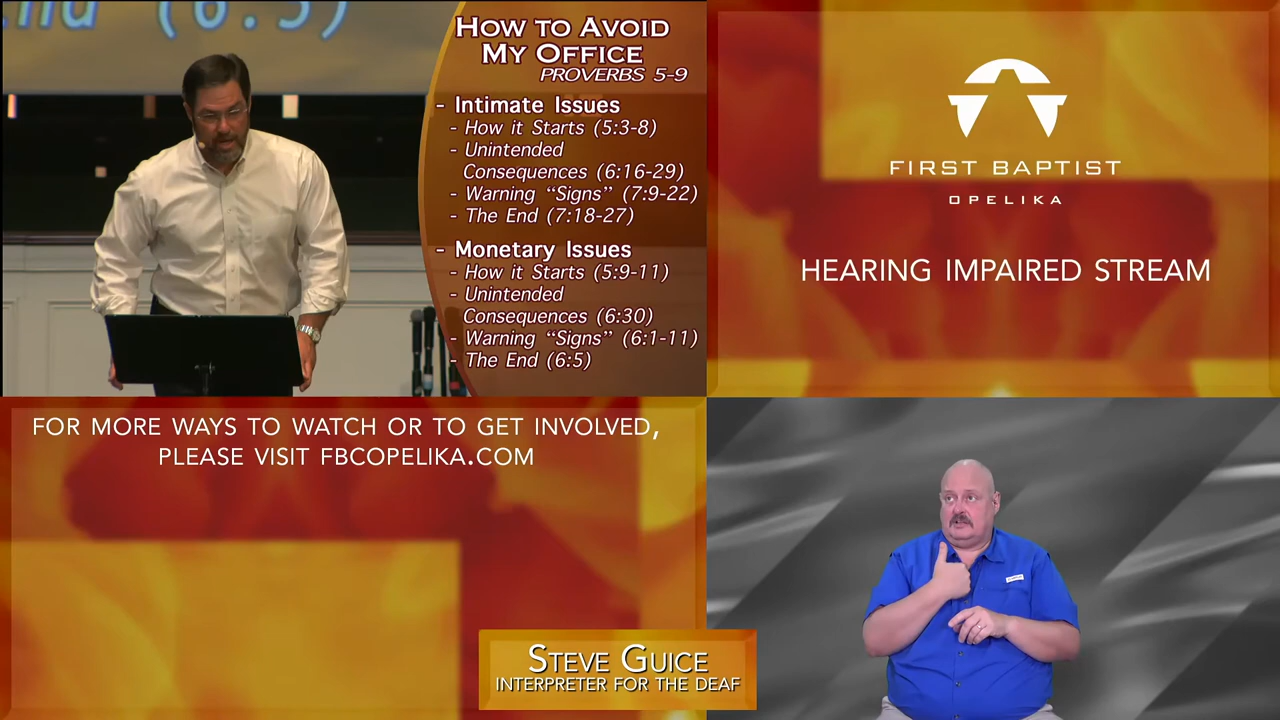 (6:5)
HOW TO AVOID
MY OFFICE
PROVERBS 5-9
- Intimate Issues
- How it Starts (5:3-8)
- Unintended
Consequences (6:16-29)
- Warning “Signs” (7:9-22)
- The End (7:18-27)
- Monetary Issues
- How it Starts (5:9-11)
- Unintended
Consequences (6:30)
- Warning “Signs” (6:1-11)
- The End (6:5)
FIRST BAPTIST
OPELIKA
HEARING IMPAIRED STREAM
FOR MORE WAYS TO WATCH OR TO GET INVOLVED,
PLEASE VISIT FBCOPELIKA.COM
STEVE GUICE
INTERPRETER FOR THE DEAF